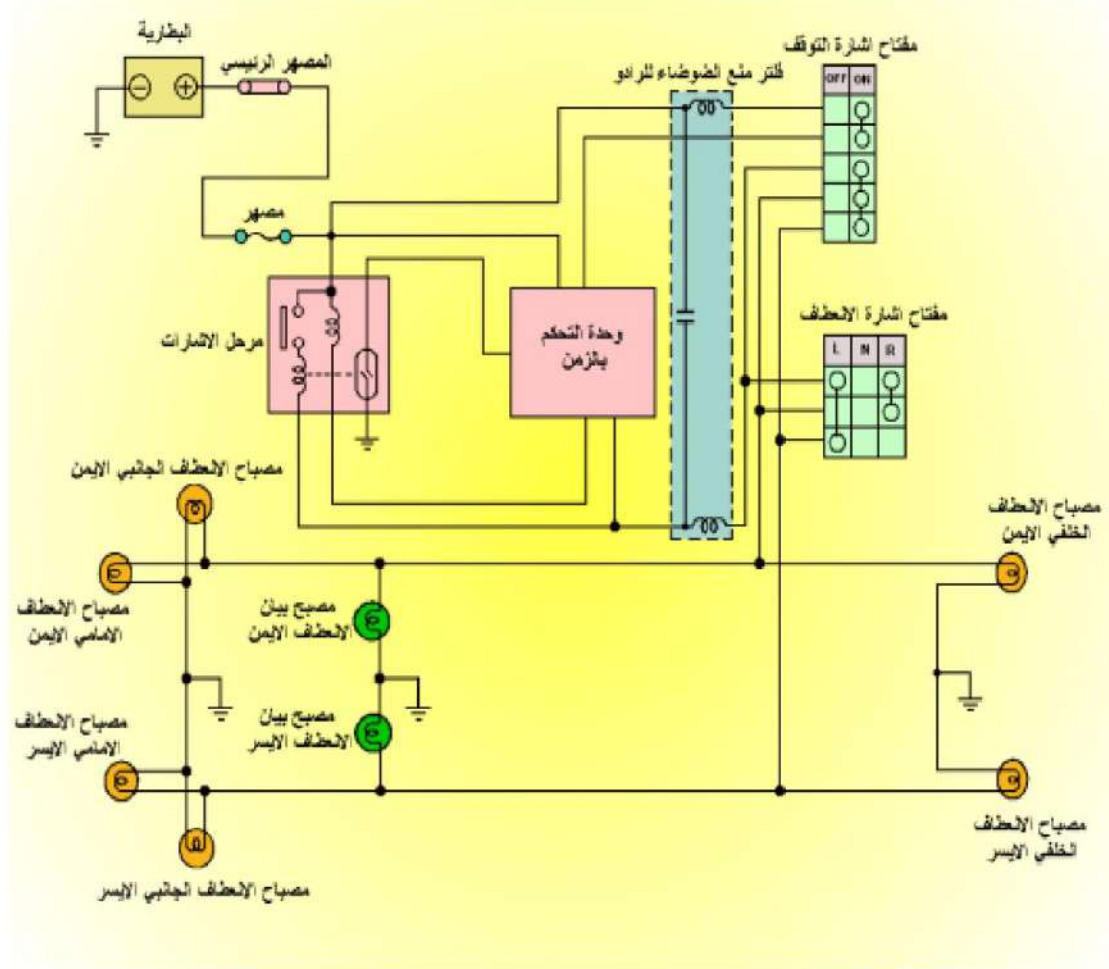 البطارية
المصهر الرئيسي
مفتاح اشارة التوقف
OFF ON
فلتر منع الضوضاء للرادو
مصهر
مرحل الاشارات
وحدة التحكم
بالزمن
مفتاح اشارة الانعطاف
L N R
مصباح الانعطاف الجانبي الايمن
مصباح الانعطاف
الخلفي الايمن
مصباح الانعطاف
الامامي الايمن
مصبح بيان
الانعطاف الايمن
مصباح الانعطاف
الامامي الايسر
مصبح بيان
الانعطاف الايسر
مصباح الانعطاف
الخلفي الايسر
مصباح الانعطاف الجانبي الايسر